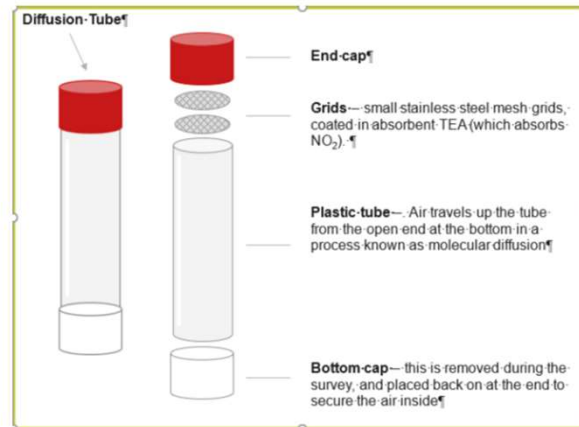 Diffusion·Tube¶
End·cap¶
Grids·–·small·stainless·steel·mesh·grids,·
coated·in·absorbent·TEA·(which·absorbs·
NO₂).·¶
Plastic·tube·–·.Air·travels·up·the·tube·
from·the·open·end·at·the·bottom·in·a·
process·known·as·molecular·diffusion¶
Bottom·cap·–·this·is·removed·during·the·
survey,·and·placed·back·on·at·the·end·to·
secure·the·air·inside¶